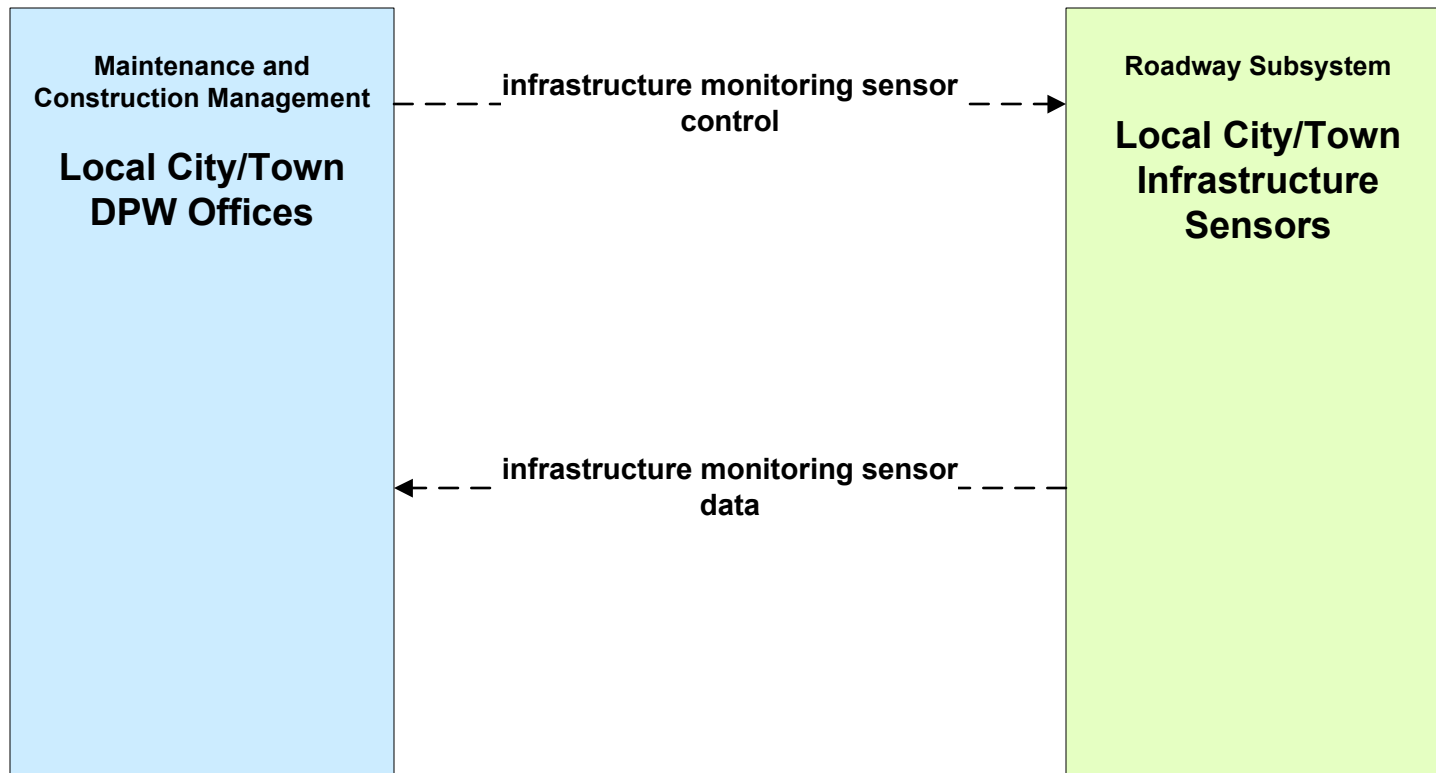 Maintenance and
Construction Management
Local City/Town
DPW Offices
infrastructure monitoring sensor
control
Roadway Subsystem
Local City/Town
Infrastructure
Sensors
infrastructure monitoring sensor
data